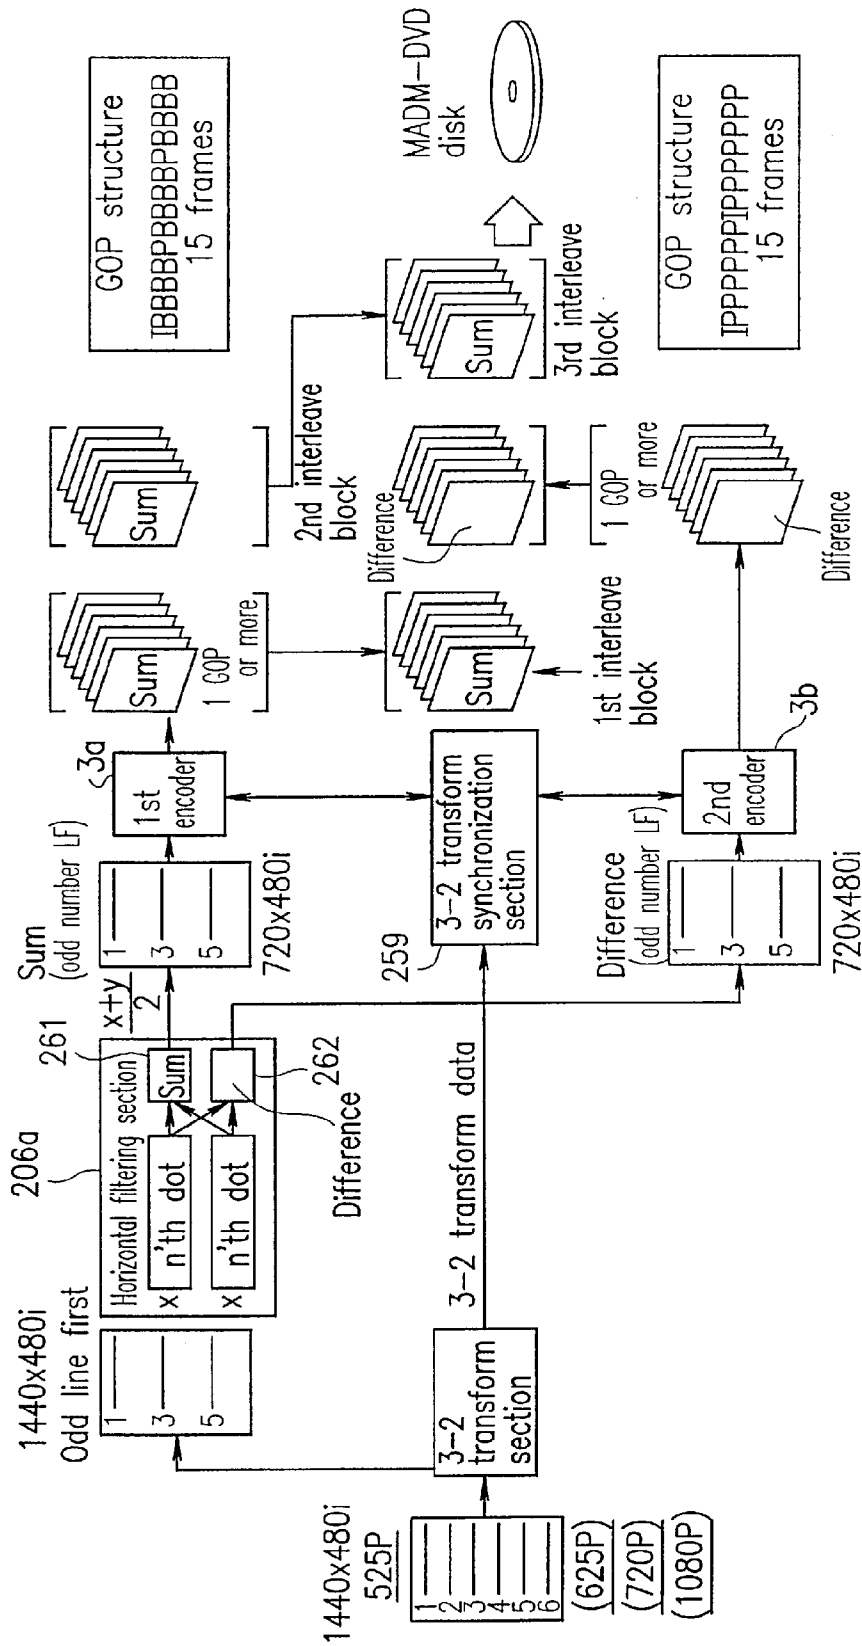 1440x480i
525P
1
2
3
4
5
6
(625P)
(720P)
(1080P)
3-2
transform
section
1440x480i
Odd line first
1
3
5
206a
Horizontal filtering section
x
n'th dot
x
n'th dot
261
Sum
262
Difference
x+y
2
3-2 transform data
Sum
(odd number LF)
1
3
5
720x480i
3a
1st
encoder
259
3-2 transform
synchronization
section
Difference
(odd number LF)
1
3
5
720x480i
2nd
encoder
3b
Sum
1 GOP
or more
Sum
1st interleave
block
Sum
2nd interleave
block
Difference
1 GOP
or more
Difference
Sum
3rd interleave
block
MADM-DVD
disk
GOP structure
IBBBBPBBBBPBBBB
15 frames
GOP structure
IPPPPPPIPPPPPPP
15 frames